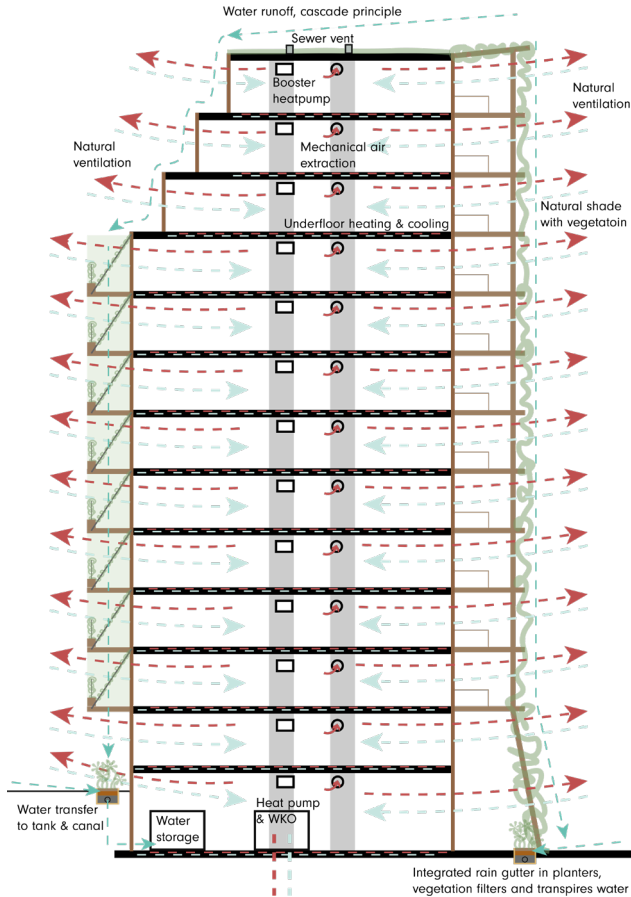 Water runoff, cascade principle
Sewer vent
Booster
heatpump
Natural
ventilation
Natural
ventilation
Mechanical air
extraction
Natural shade
with vegetatoin
Underfloor heating & cooling
Water transfer
to tank & canal
Water
storage
Heat pump
& WKO
Integrated rain gutter in planters,
vegetation filters and transpires water